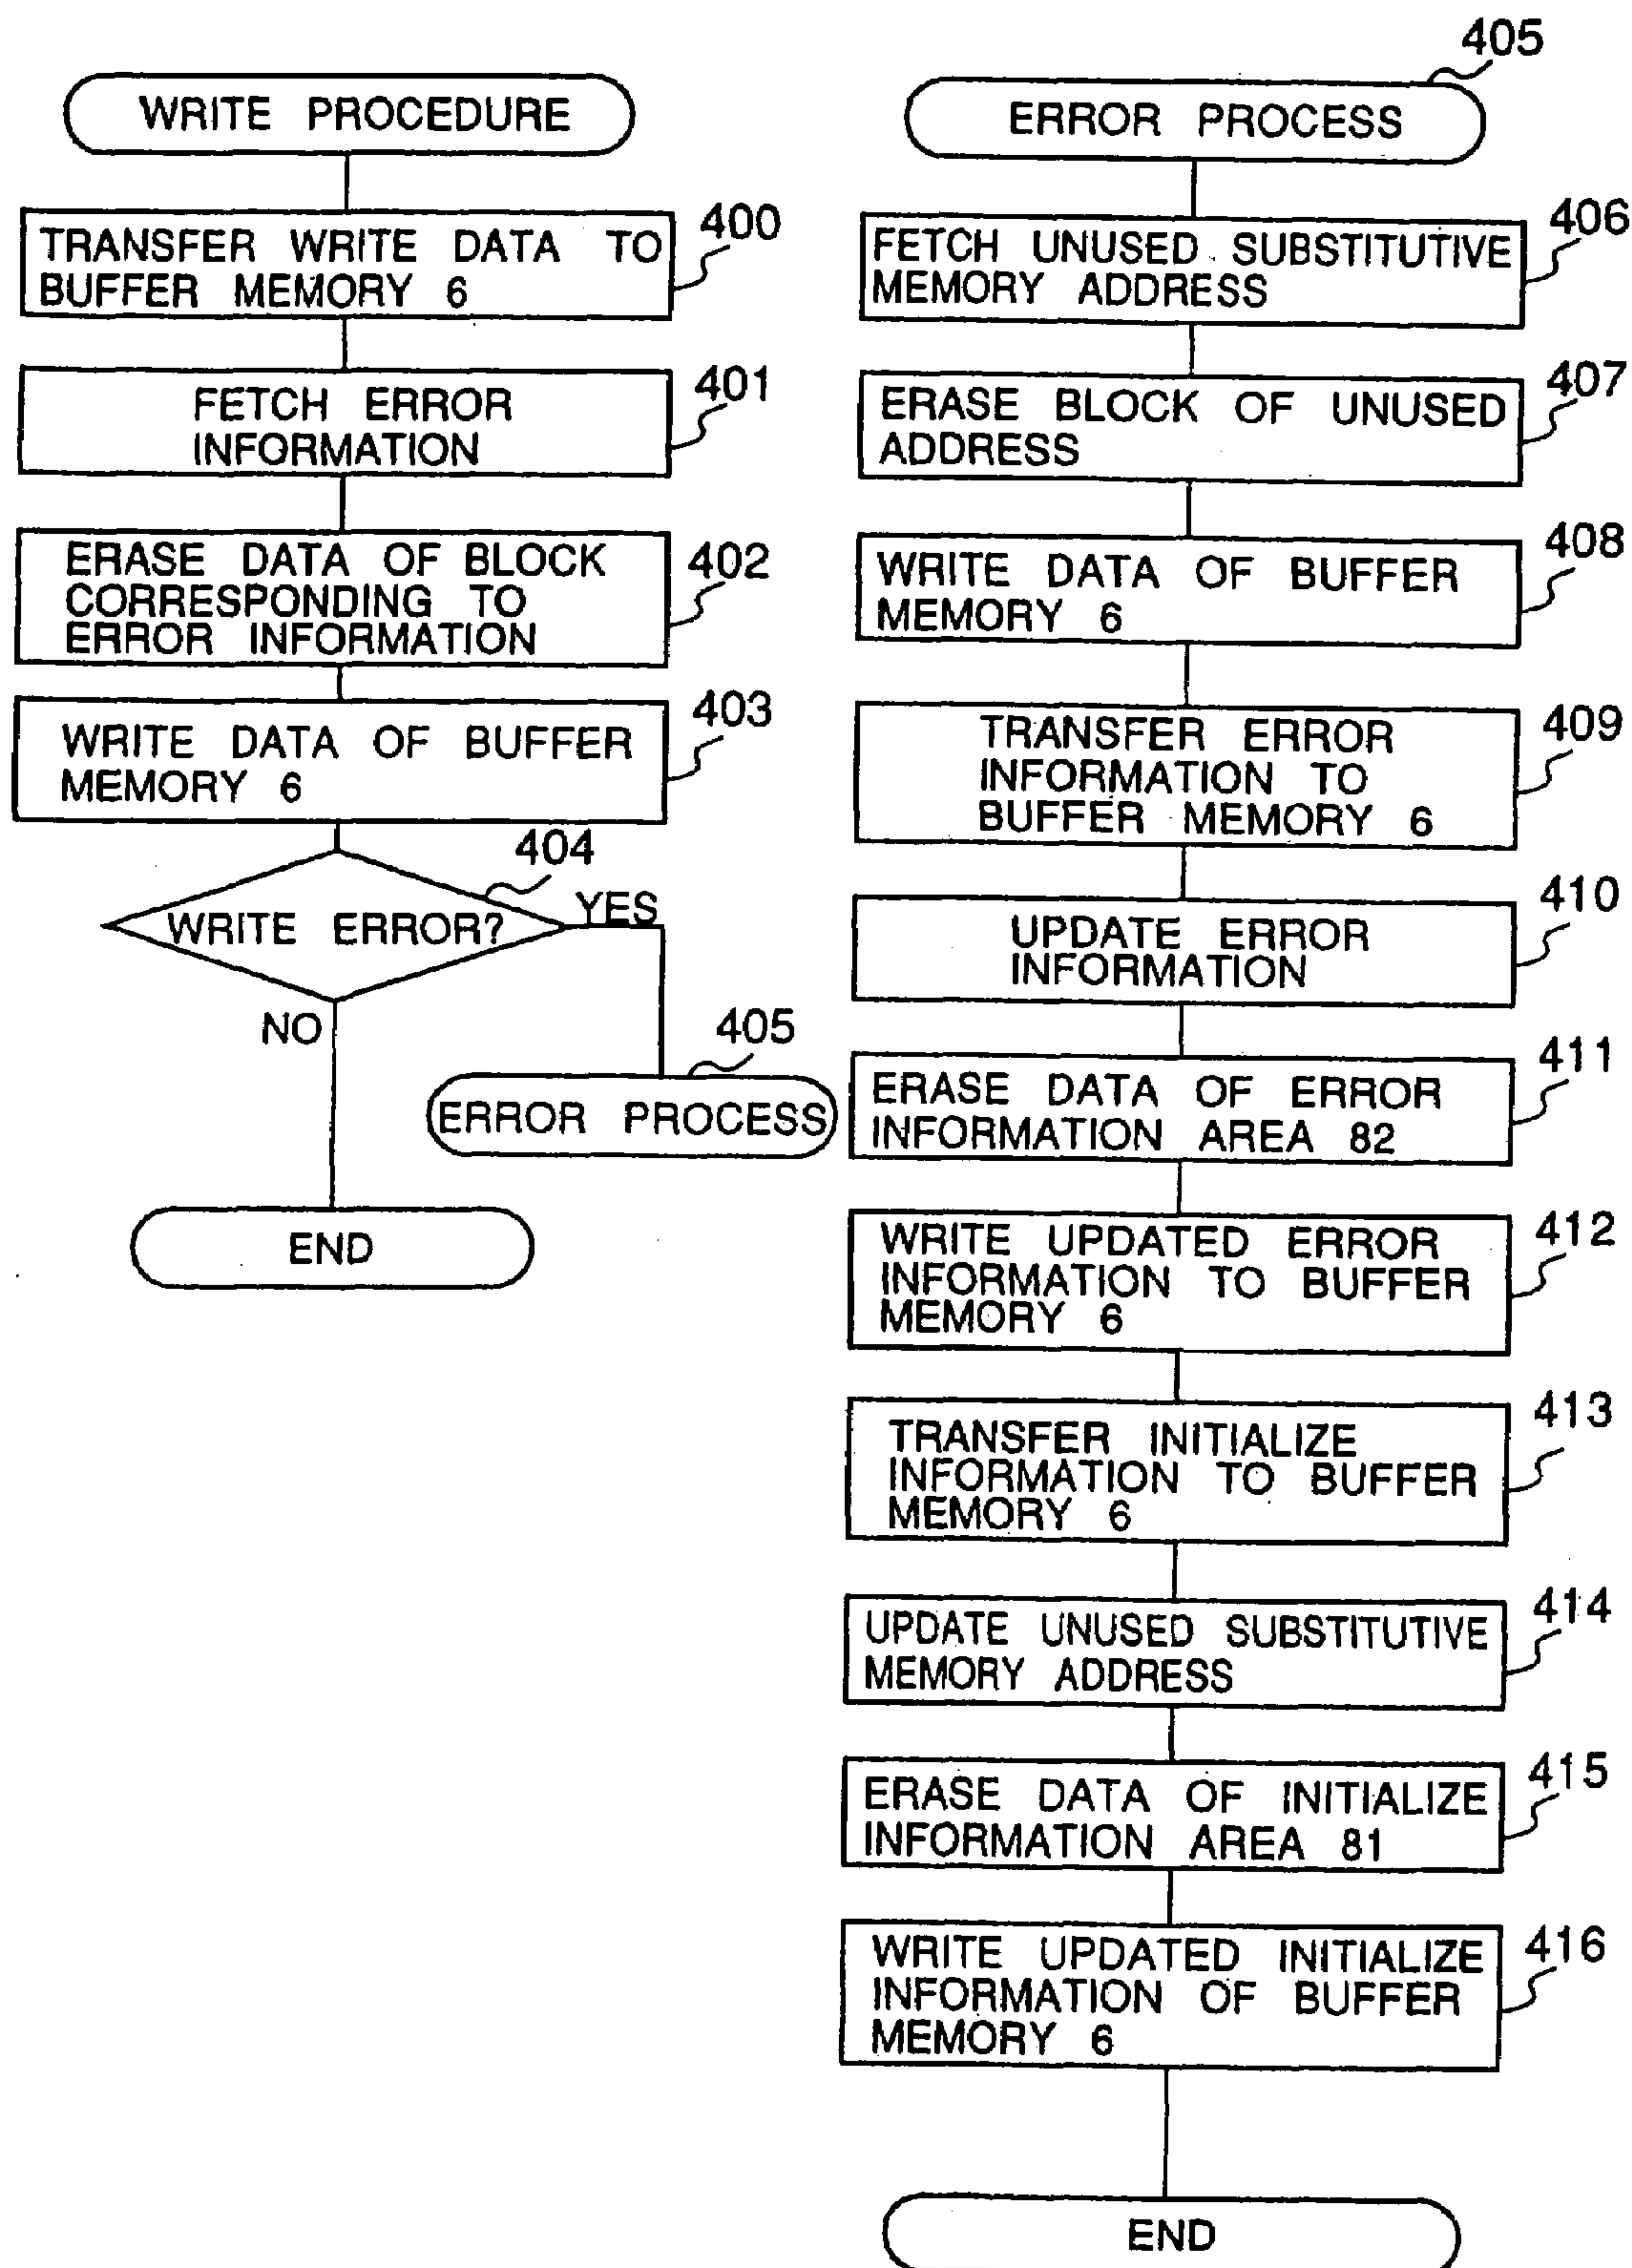 WRITE PROCEDURE
400
TRANSFER WRITE DATA TO
BUFFER MEMORY 6
401
FETCH ERROR
INFORMATION
402
ERASE DATA OF BLOCK
CORRESPONDING TO
ERROR INFORMATION
403
WRITE DATA OF BUFFER
MEMORY 6
404
WRITE ERROR?
YES
NO
405
ERROR PROCESS
END
405
ERROR PROCESS
406
FETCH UNUSED SUBSTITUTIVE
MEMORY ADDRESS
407
ERASE BLOCK OF UNUSED
ADDRESS
408
WRITE DATA OF BUFFER
MEMORY 6
409
TRANSFER ERROR
INFORMATION TO
BUFFER MEMORY 6
410
UPDATE ERROR
INFORMATION
411
ERASE DATA OF ERROR
INFORMATION AREA 82
412
WRITE UPDATED ERROR
INFORMATION TO BUFFER
MEMORY 6
413
TRANSFER INITIALIZE
INFORMATION TO BUFFER
MEMORY 6
414
UPDATE UNUSED SUBSTITUTIVE
MEMORY ADDRESS
415
ERASE DATA OF INITIALIZE
INFORMATION AREA 81
416
WRITE UPDATED INITIALIZE
INFORMATION OF BUFFER
MEMORY 6
END